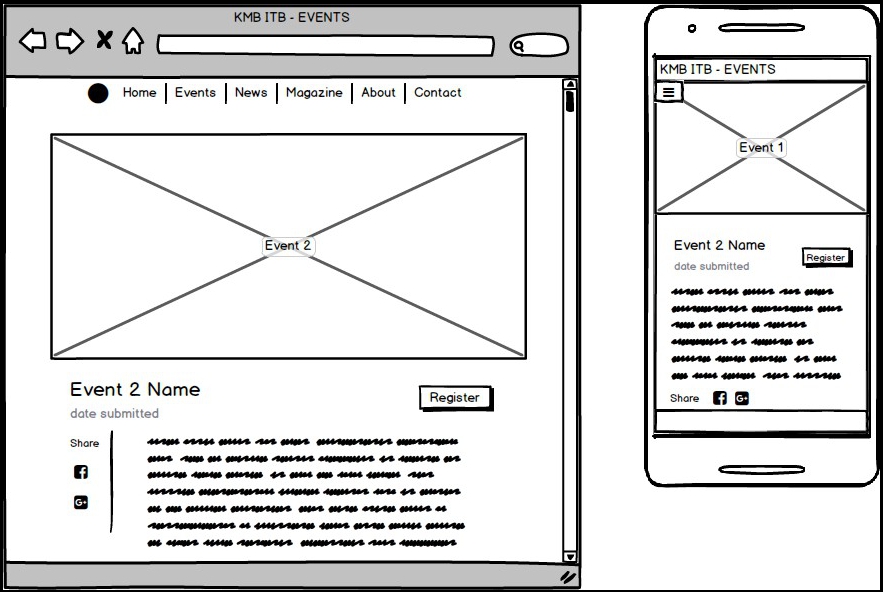 KMB ITB - EVENTS
Home Events News Magazine About Contact
Event 2
Event 2 Name
Register
date submitted
Share
G+
KMB ITB - EVENTS
Event 1
Event 2 Name
Register
date submitted
Share
G+